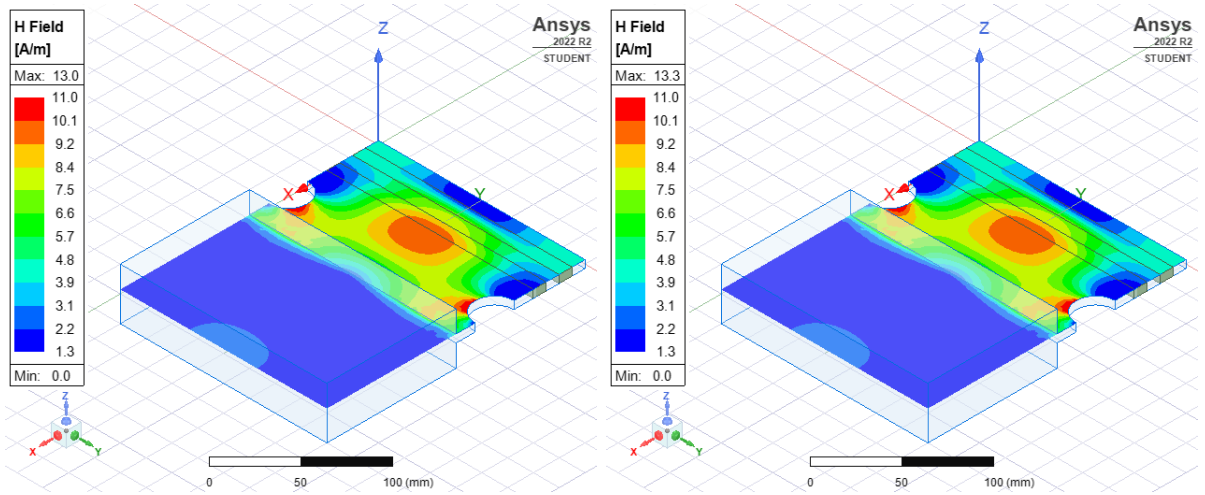 H Field
[A/m]
Max: 13.0
11.0
10.1
9.2
8.4
7.5
6.6
5.7
4.8
3.9
3.1
2.2
1.3
Min: 0.0
Ansys
2022 R2
STUDENT
Z
X
Y
Z
X
Y
0
50
100 (mm)
H Field
[A/m]
Max: 13.3
11.0
10.1
9.2
8.4
7.5
6.6
5.7
4.8
3.9
3.1
2.2
1.3
Min: 0.0
Ansys
2022 R2
STUDENT
Z
X
Y
Z
X
Y
0
50
100 (mm)